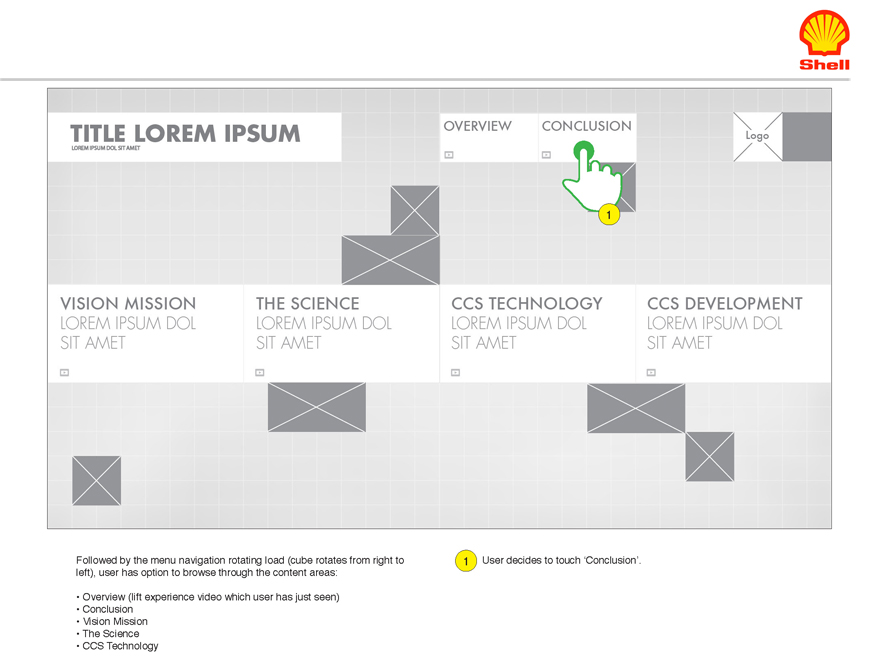 Shell
TITLE LOREM IPSUM
LOREM IPSUM DOL SIT AMET
OVERVIEW
CONCLUSION
Logo
1
VISION MISSION
LOREM IPSUM DOL
SIT AMET
THE SCIENCE
LOREM IPSUM DOL
SIT AMET
CCS TECHNOLOGY
LOREM IPSUM DOL
SIT AMET
CCS DEVELOPMENT
LOREM IPSUM DOL
SIT AMET
Followed by the menu navigation rotating load (cube rotates from right to
left), user has option to browse through the content areas:
• Overview (lift experience video which user has just seen)
• Conclusion
• Vision Mission
• The Science
• CCS Technology
1 User decides to touch ‘Conclusion’.